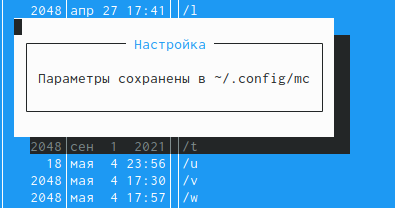 2048 апр 27 17:41 /l
Настройка
Параметры сохранены в ~/.config/mc
2048 сен 1 2021 /t
18 мая 4 23:56 /u
2048 мая 4 17:30 /v
2048 мая 4 17:57 /w